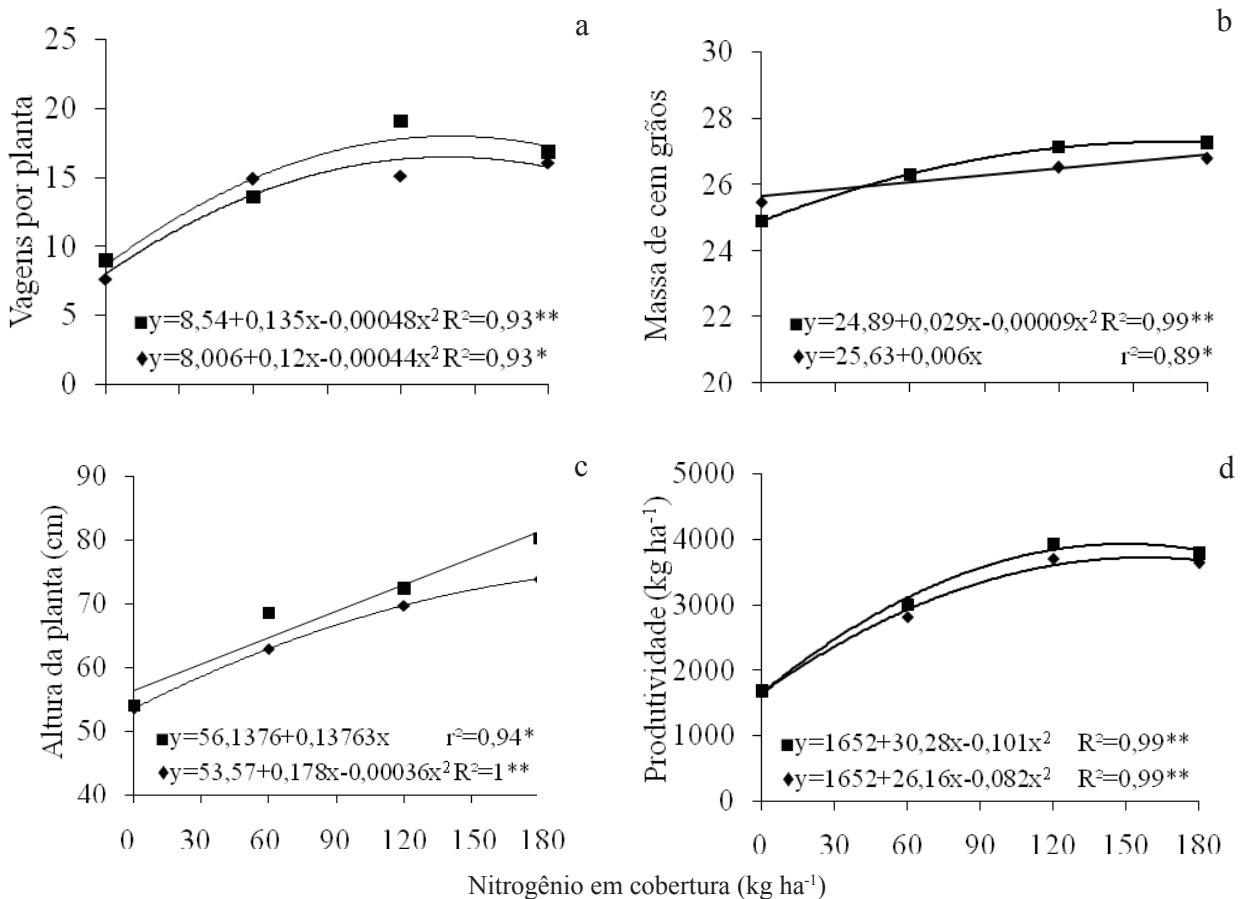 a
Vagens por planta
25
20
15
10
5
0
■y=8,54+0,135x-0,00048x² R²=0,93**
◆y=8,006+0,12x-0,00044x² R²=0,93*
b
Massa de cem grãos
30
28
26
24
22
20
■y=24,89+0,029x-0,00009x² R²=0,99**
◆y=25,63+0,006x r²=0,89*
c
Altura da planta (cm)
90
80
70
60
50
40
■y=56,1376+0,13763x r²=0,94*
◆y=53,57+0,178x-0,00036x² R²=1**
0 30 60 90 120 150 180
d
Produtividade (kg ha⁻¹)
5000
4000
3000
2000
1000
0
■y=1652+30,28x-0,101x² R²=0,99**
◆y=1652+26,16x-0,082x² R²=0,99**
0 30 60 90 120 150 180
Nitrogênio em cobertura (kg ha⁻¹)